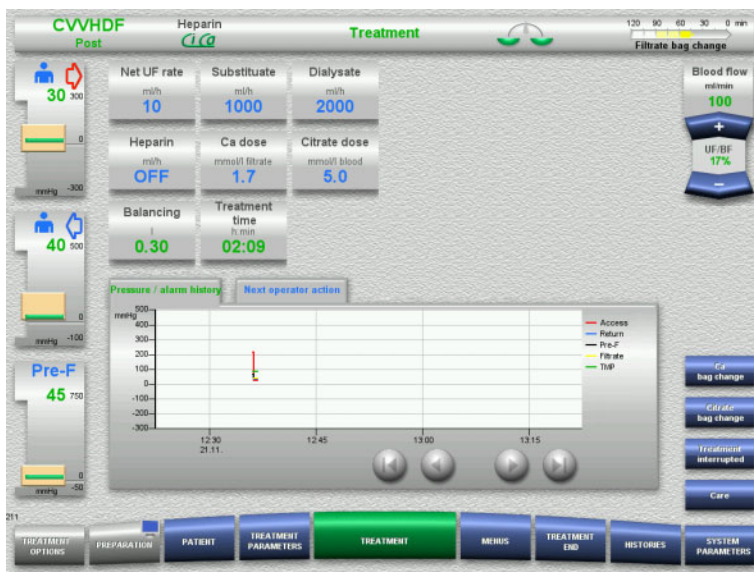 CVVHDF
Post
Heparin
CiCa
Treatment
120 90 60 30 0 min
Filtrate bag change
30
300
0
-300
mmHg
40
500
0
-100
mmHg
Pre-F
45
750
0
-50
mmHg
Net UF rate
ml/h
10
Substituate
ml/h
1000
Dialysate
ml/h
2000
Heparin
ml/h
OFF
Ca dose
mmol/l filtrate
1.7
Citrate dose
mmol/l blood
5.0
Balancing
l
0.30
Treatment
time
h:min
02:09
Blood flow
ml/min
100
+
UF/BF
17%
−
Pressure / alarm history
Next operator action
mmHg
500
400
300
200
100
0
-100
-200
-300
12:30
21.11.
12:45
13:00
13:15
Access
Return
Pre-F
Filtrate
TMP
Ca
bag change
Citrate
bag change
Treatment
interrupted
Care
211
TREATMENT
OPTIONS
PREPARATION
PATIENT
TREATMENT
PARAMETERS
TREATMENT
MENUS
TREATMENT
END
HISTORIES
SYSTEM
PARAMETERS